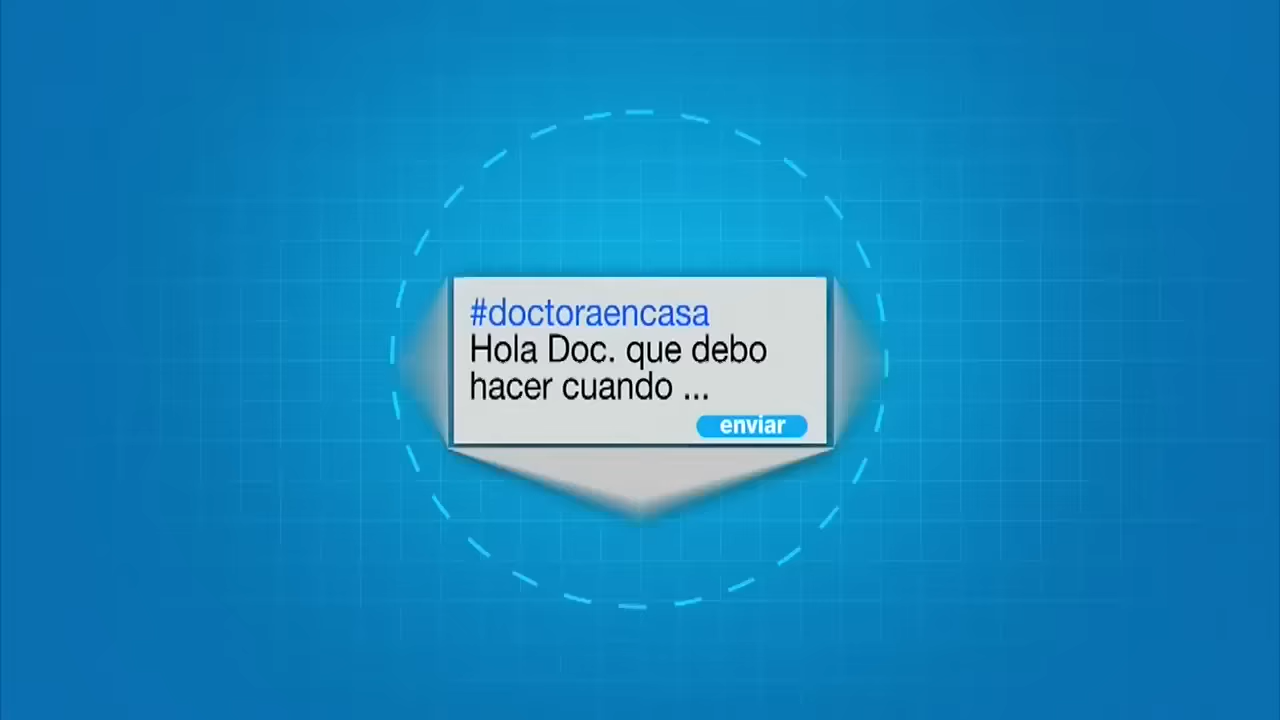 #doctoraencasa
Hola Doc. que debo
hacer cuando ...
enviar